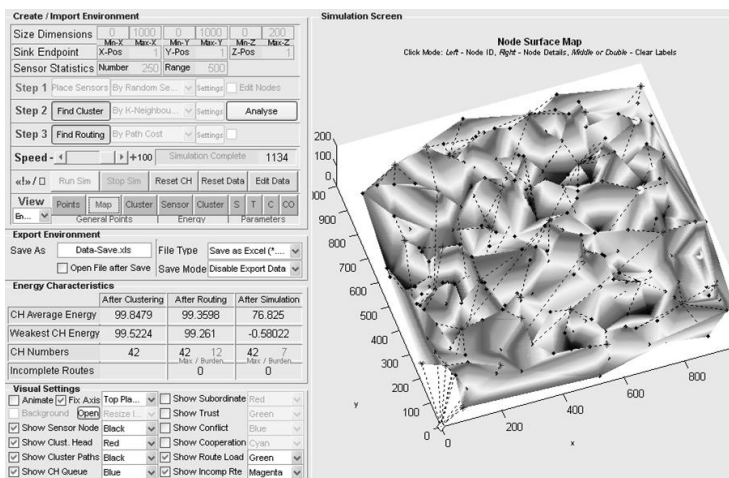 Create / Import Environment
Size Dimensions 0 1000 0 1000 0 200
Min-X Max-X Min-Y Max-Y Min-Z Max-Z
Sink Endpoint X-Pos 1 Y-Pos 1 Z-Pos 1
Sensor Statistics Number 250 Range 500
Step 1 Place Sensors By Random Se... Settings Edit Nodes
Step 2 Find Cluster By K-Neighbou... Settings Analyse
Step 3 Find Routing By Path Cost Settings
Speed - +100 Simulation Complete 1134
«!» / □ Run Sim Stop Sim Reset CH Reset Data Edit Data
View Points Map Cluster Sensor Cluster S T C CO
En... General Points Energy Parameters
Export Environment
Save As Data-Save.xls File Type Save as Excel (*....
Open File after Save Save Mode Disable Export Data
Energy Characteristics
After Clustering After Routing After Simulation
CH Average Energy 99.8479 99.3598 76.825
Weakest CH Energy 99.5224 99.261 -0.58022
CH Numbers 42 42 12 42 7
Max / Burden Max / Burden
Incomplete Routes 0 0
Visual Settings
Animate Fix Axis Top Pla... Show Subordinate Red
Background Open Resize I... Show Trust Green
Show Sensor Node Black Show Conflict Blue
Show Clust. Head Red Show Cooperation Cyan
Show Cluster Paths Black Show Route Load Green
Show CH Queue Blue Show Incomp Rte Magenta
Simulation Screen
Node Surface Map
Click Mode: Left - Node ID, Right - Node Details, Middle or Double - Clear Labels
200
100
0
900
800
700
600
500
400
300
200
100
0
y
0
200
400
600
800
x